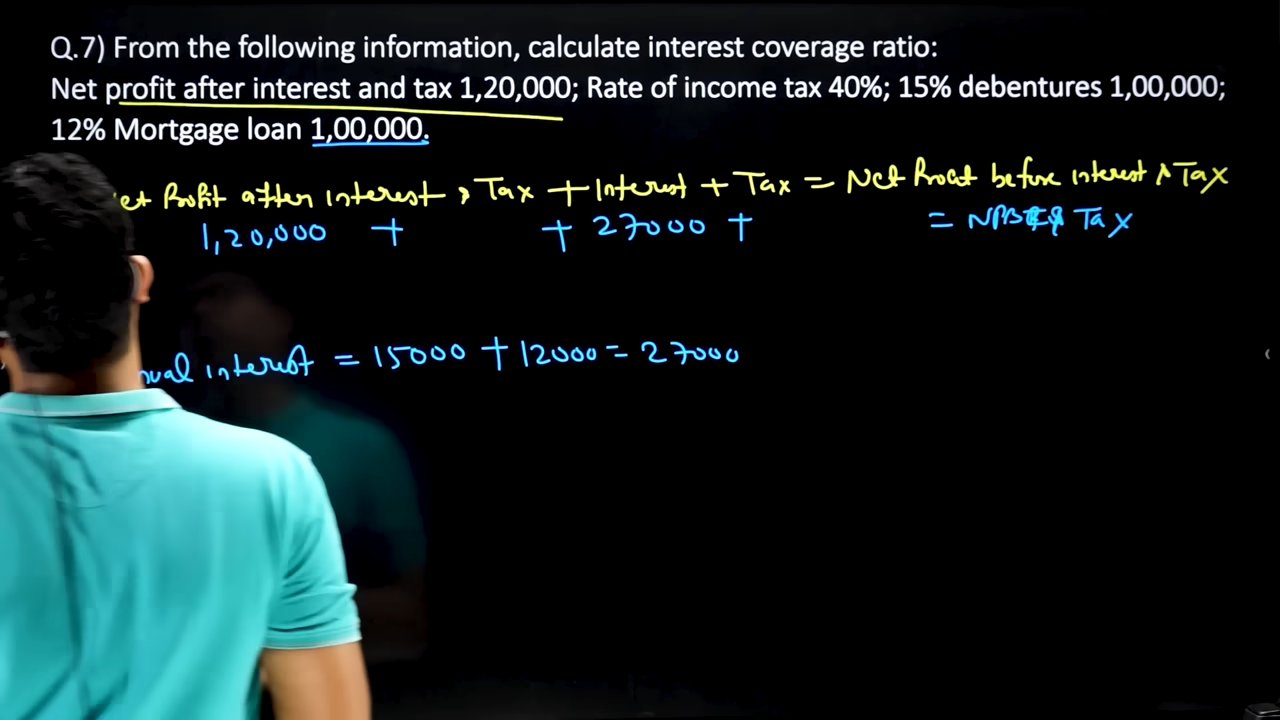 Q.7) From the following information, calculate interest coverage ratio:
Net profit after interest and tax 1,20,000; Rate of income tax 40%; 15% debentures 1,00,000;
12% Mortgage loan 1,00,000.
Profit after interest & Tax + Interest + Tax = Net Profit before interest & Tax
1,20,000 + + 27000 + = Tax
interest = 15000 + 12000 = 27000